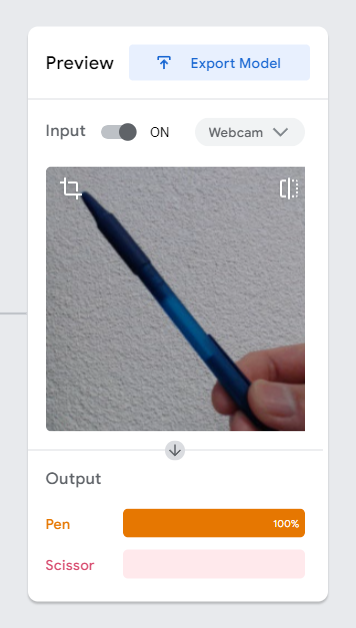 Preview
Export Model
Input
ON
Webcam
Output
Pen
100%
Scissor